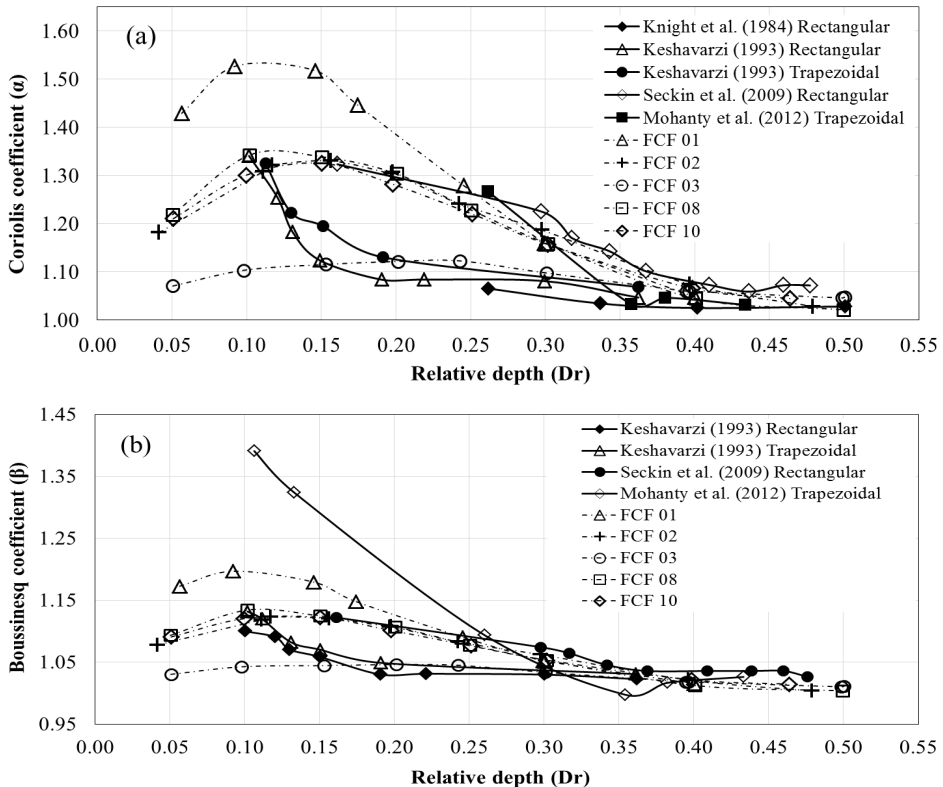 (a)
Coriolis coefficient (α)
1.60
1.50
1.40
1.30
1.20
1.10
1.00
Knight et al. (1984) Rectangular
Keshavarzi (1993) Rectangular
Keshavarzi (1993) Trapezoidal
Seckin et al. (2009) Rectangular
Mohanty et al. (2012) Trapezoidal
FCF 01
FCF 02
FCF 03
FCF 08
FCF 10
0.00 0.05 0.10 0.15 0.20 0.25 0.30 0.35 0.40 0.45 0.50 0.55
Relative depth (Dr)
(b)
Boussinesq coefficient (β)
1.45
1.35
1.25
1.15
1.05
0.95
Keshavarzi (1993) Rectangular
Keshavarzi (1993) Trapezoidal
Seckin et al. (2009) Rectangular
Mohanty et al. (2012) Trapezoidal
FCF 01
FCF 02
FCF 03
FCF 08
FCF 10
0.00 0.05 0.10 0.15 0.20 0.25 0.30 0.35 0.40 0.45 0.50 0.55
Relative depth (Dr)